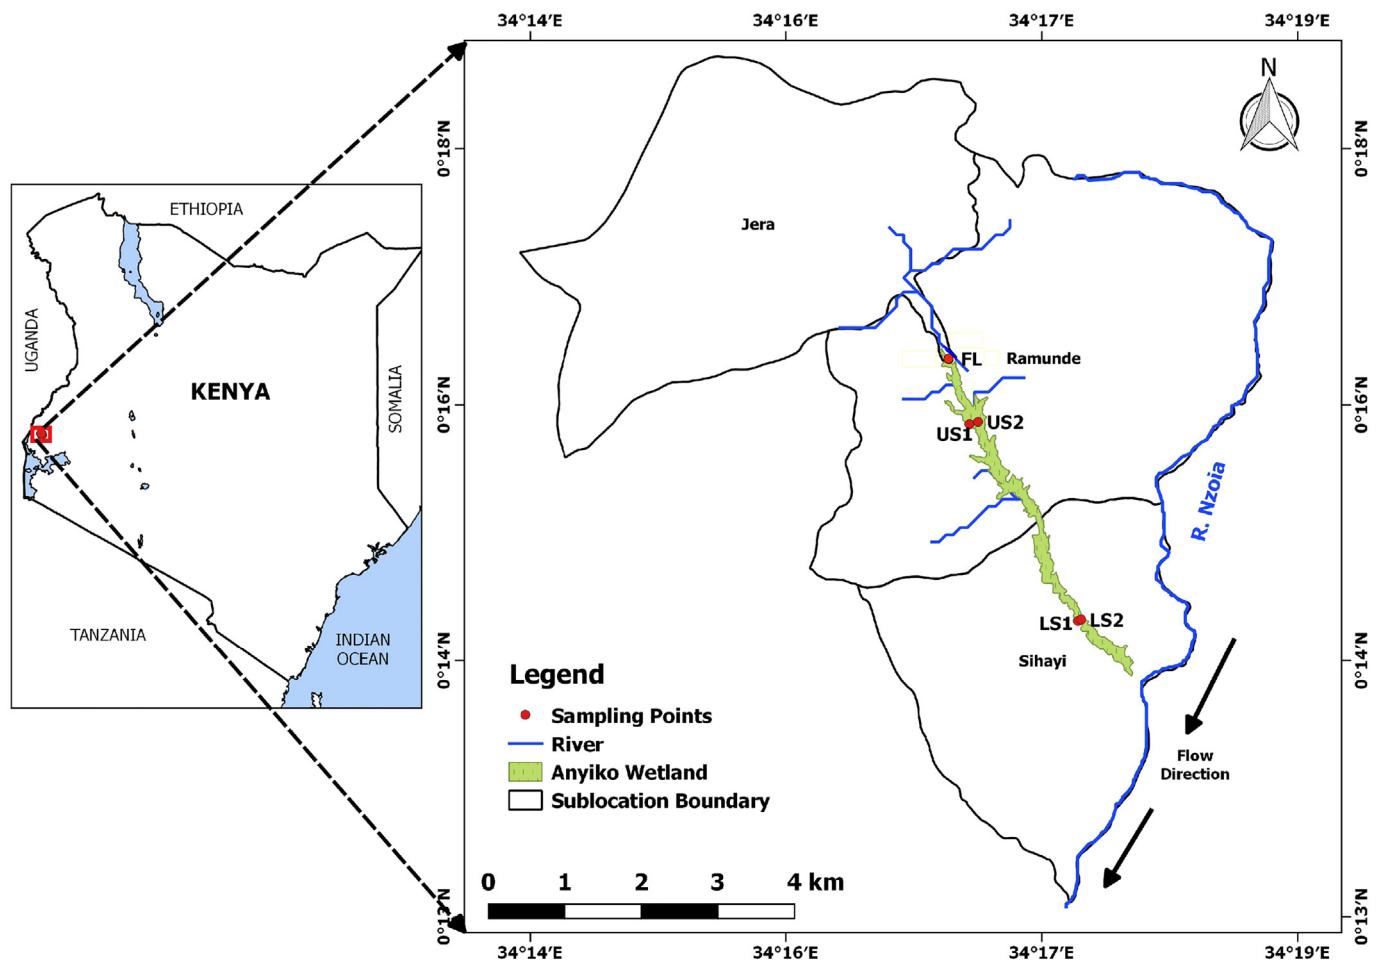 34°14′E 34°16′E 34°17′E 34°19′E
N
0°18′N
0°18′N
ETHIOPIA
Jera
UGANDA
KENYA
SOMALIA
FL
Ramunde
0°16′N
0°16′N
US1
US2
R. Nzoia
TANZANIA
INDIAN
OCEAN
LS1
LS2
Sihayi
0°14′N
0°14′N
Legend
Sampling Points
River
Anyiko Wetland
Sublocation Boundary
Flow
Direction
0 1 2 3 4 km
0°13′N
0°13′N
34°14′E 34°16′E 34°17′E 34°19′E